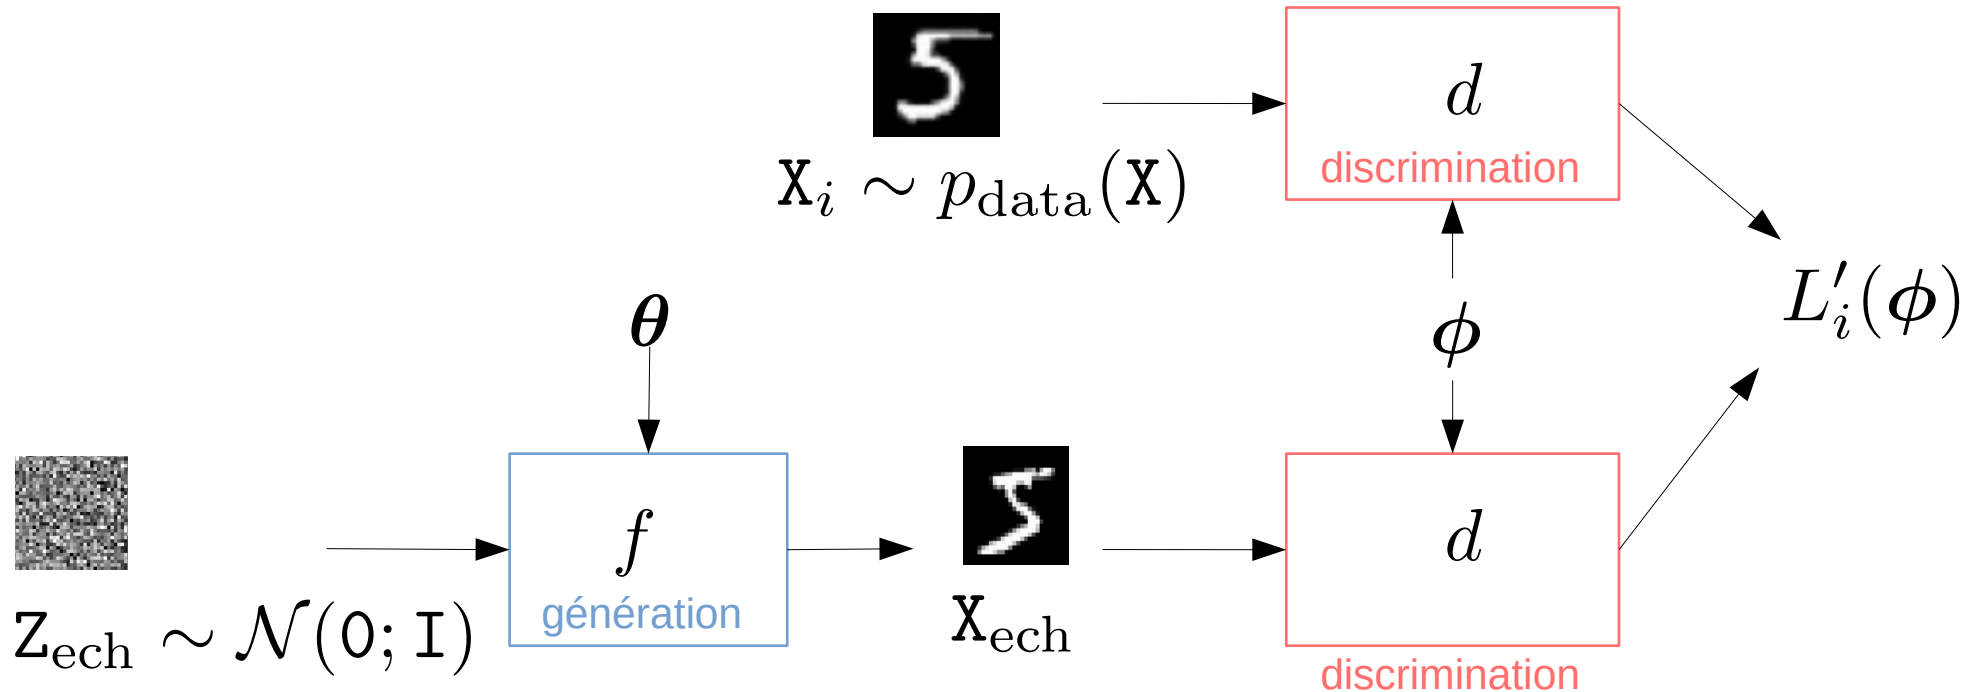 d
discrimination
X_i ∼ p_data(X)
θ
ϕ
L′_i(ϕ)
f
génération
d
Z_ech ∼ 𝒩(0; I)
X_ech
discrimination